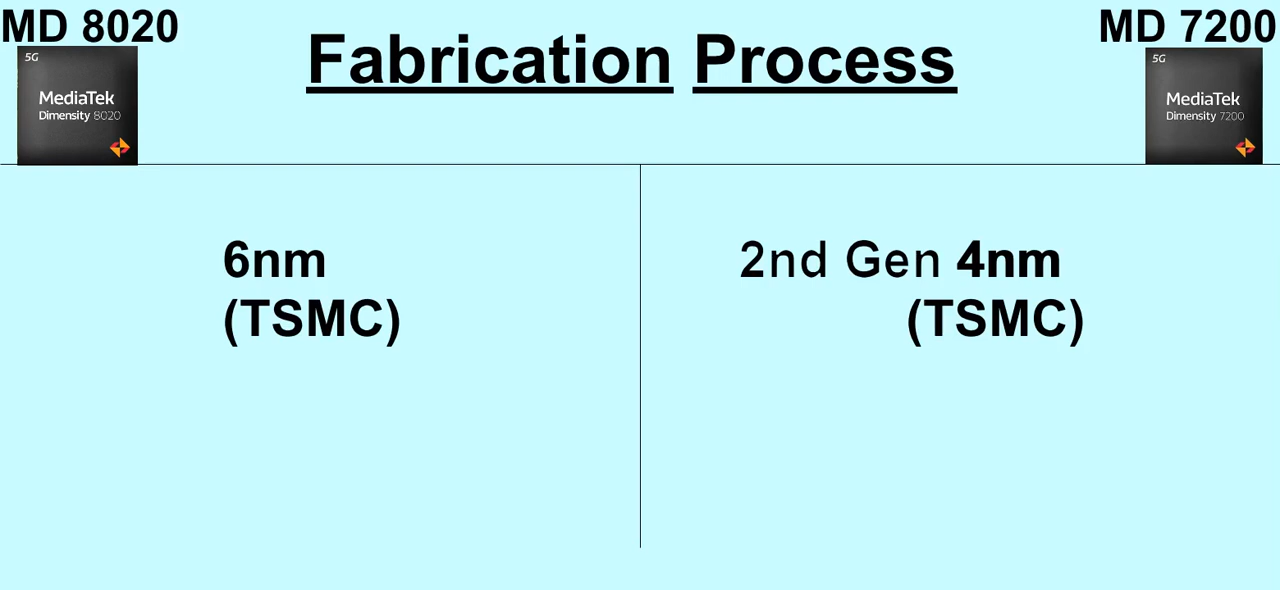 MD 8020
Fabrication Process
MD 7200
5G
MediaTek
Dimensity 8020
5G
MediaTek
Dimensity 7200
6nm
(TSMC)
2nd Gen 4nm
(TSMC)